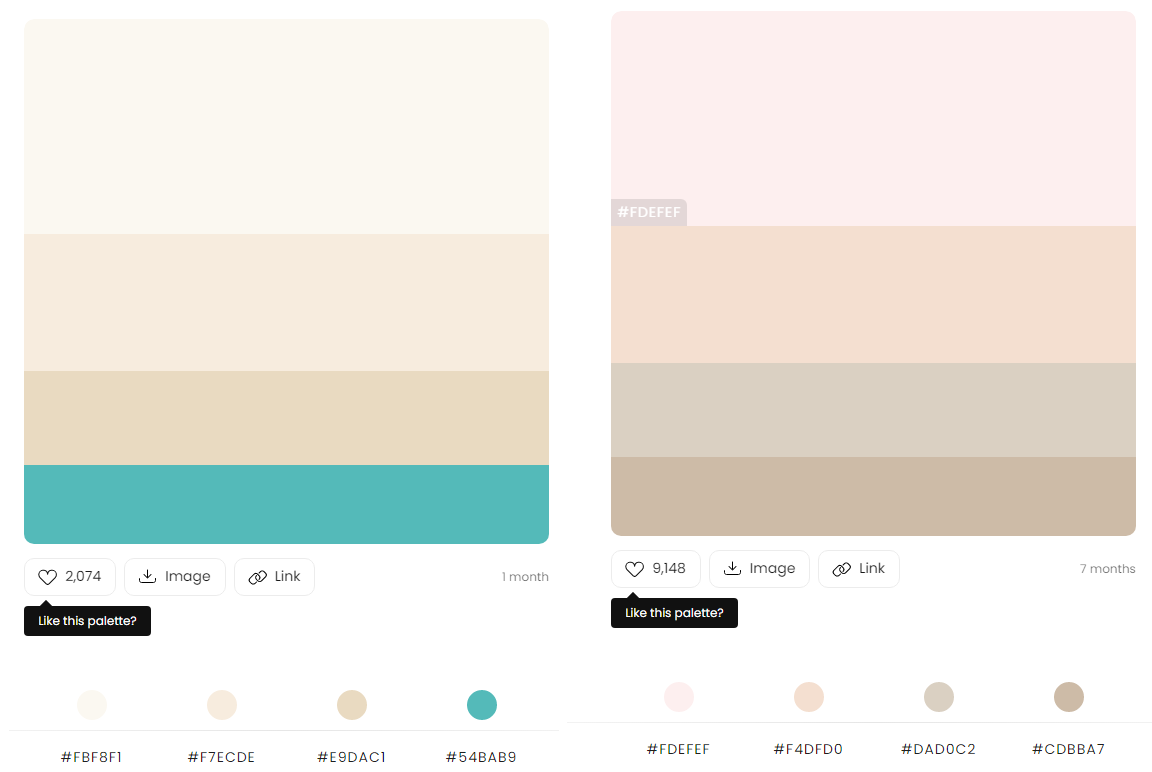 2,074
Image
Link
1 month
Like this palette?
#FBF8F1
#F7ECDE
#E9DAC1
#54BAB9
#FDEFEF
9,148
Image
Link
7 months
Like this palette?
#FDEFEF
#F4DFD0
#DAD0C2
#CDBBA7